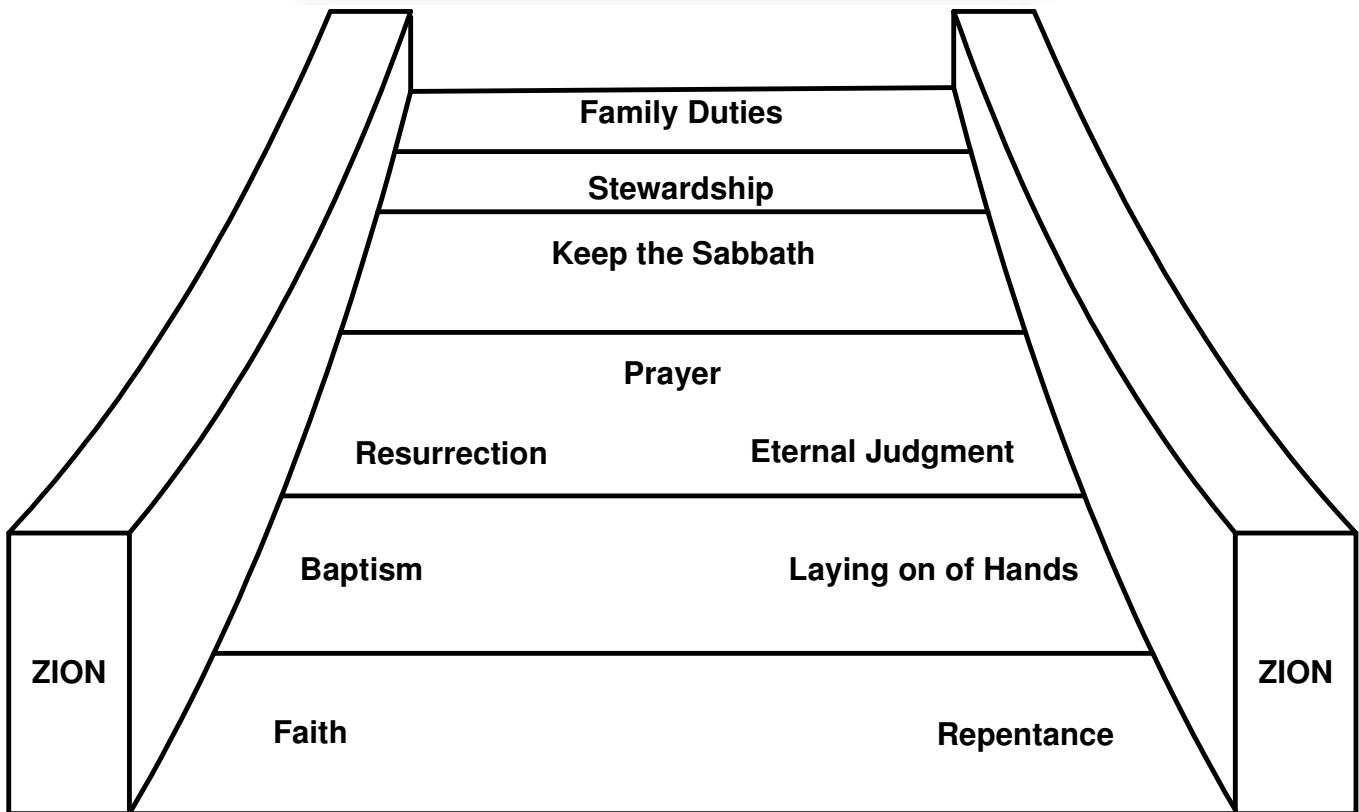 Family Duties
Stewardship
Keep the Sabbath
Prayer
Resurrection Eternal Judgment
Baptism Laying on of Hands
ZION ZION
Faith Repentance